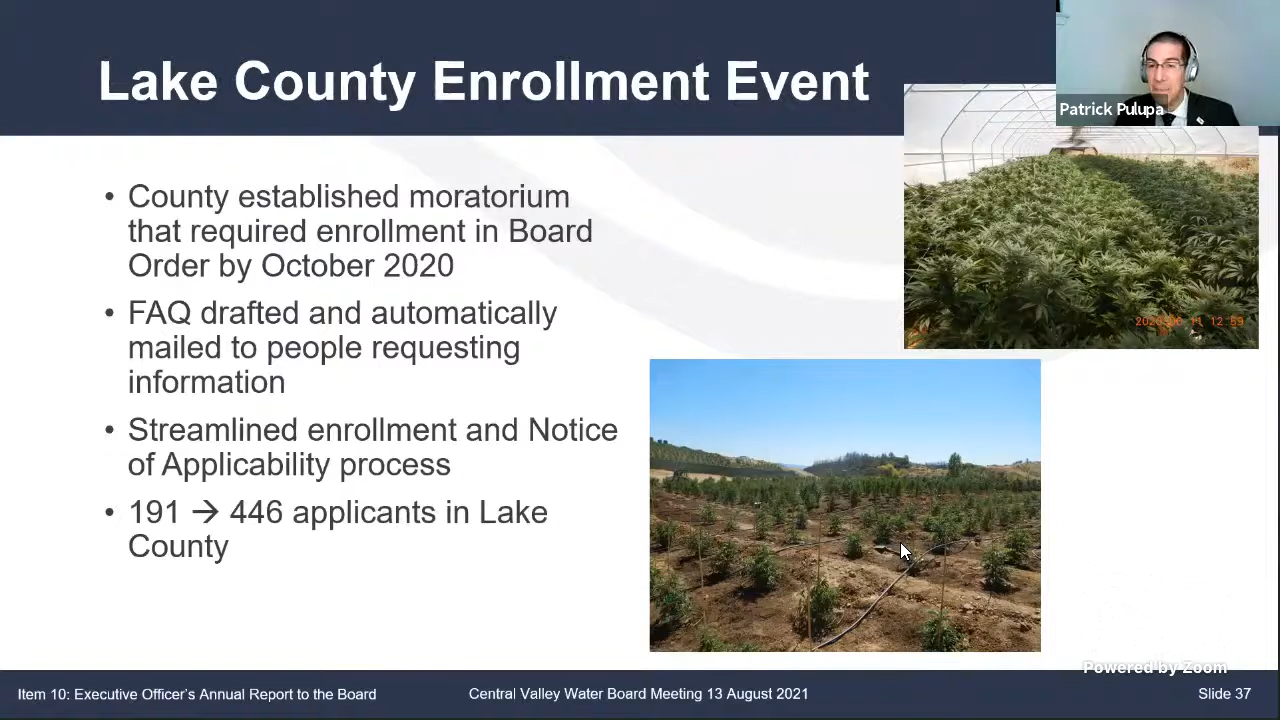 Lake County Enrollment Event
Patrick Pulupa
• County established moratorium
that required enrollment in Board
Order by October 2020
• FAQ drafted and automatically
mailed to people requesting
information
• Streamlined enrollment and Notice
of Applicability process
• 191 → 446 applicants in Lake
County
12 59
Powered by Zoom
Item 10: Executive Officer's Annual Report to the Board
Central Valley Water Board Meeting 13 August 2021
Slide 37